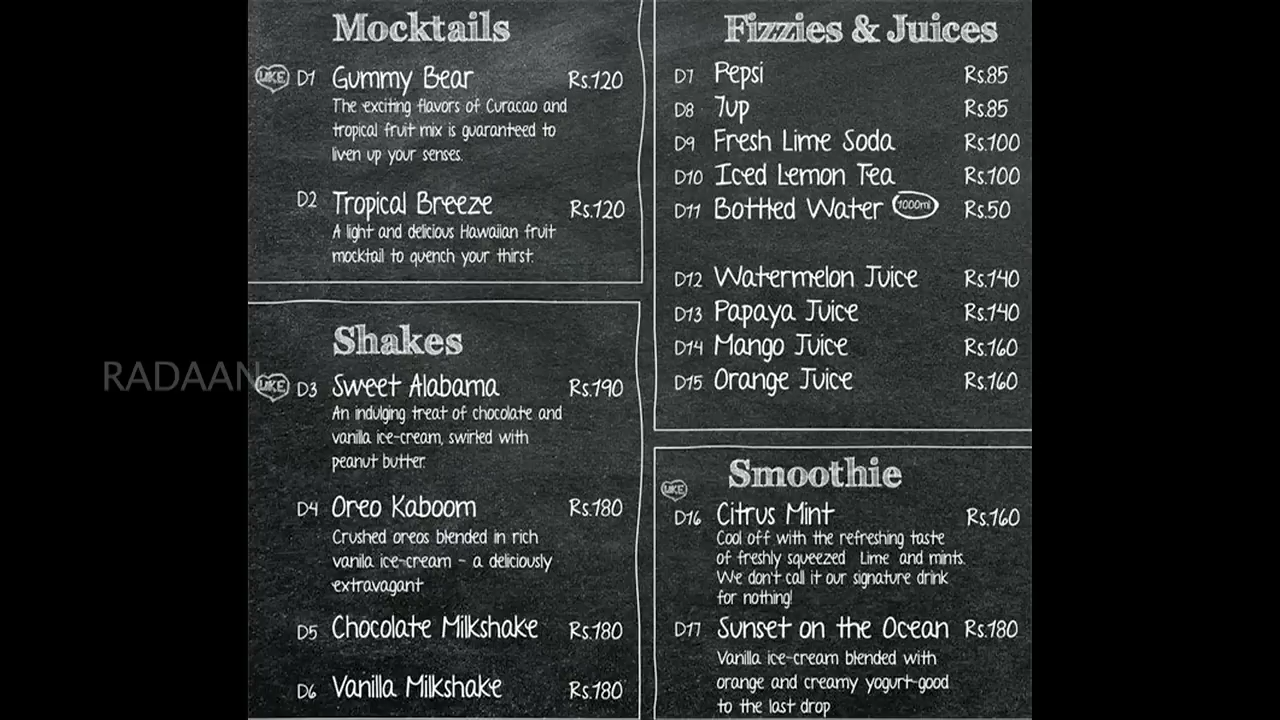 Mocktails
LIKE D1 Gummy Bear Rs.120
The exciting flavors of Curacao and
tropical fruit mix is guaranteed to
liven up your senses.
D2 Tropical Breeze Rs.120
A light and delicious Hawaiian fruit
mocktail to quench your thirst.
Shakes
RADAAN
LIKE D3 Sweet Alabama Rs.190
An indulging treat of chocolate and
vanilla ice-cream, swirled with
peanut butter.
D4 Oreo Kaboom Rs.180
Crushed oreos blended in rich
vanila ice-cream - a deliciously
extravagant
D5 Chocolate Milkshake Rs.180
D6 Vanilla Milkshake Rs.180
Fizzies & Juices
D7 Pepsi Rs.85
D8 7up Rs.85
D9 Fresh Lime Soda Rs.100
D10 Iced Lemon Tea Rs.100
D11 Bottled Water 1000ml Rs.50
D12 Watermelon Juice Rs.140
D13 Papaya Juice Rs.140
D14 Mango Juice Rs.160
D15 Orange Juice Rs.160
Smoothie
LIKE
D16 Citrus Mint Rs.160
Cool off with the refreshing taste
of freshly squeezed Lime and mints.
We don't call it our signature drink
for nothing!
D17 Sunset on the Ocean Rs.180
Vanilla ice-cream blended with
orange and creamy yogurt-good
to the last drop